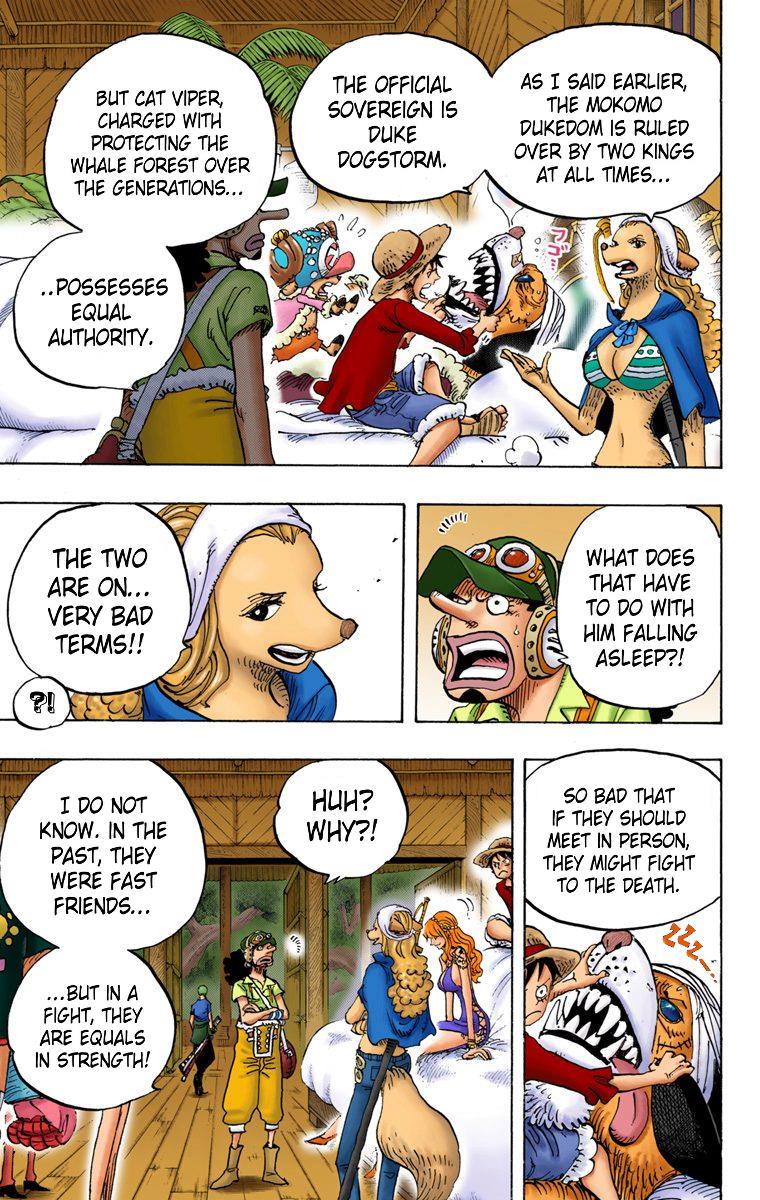 AS I SAID EARLIER,
THE MOKOMO
DUKEDOM IS RULED
OVER BY TWO KINGS
AT ALL TIMES...
THE OFFICIAL
SOVEREIGN IS
DUKE
DOGSTORM.
BUT CAT VIPER,
CHARGED WITH
PROTECTING THE
WHALE FOREST OVER
THE GENERATIONS...
..POSSESSES
EQUAL
AUTHORITY.
フゴ...
WHAT DOES
THAT HAVE
TO DO WITH
HIM FALLING
ASLEEP?!
THE TWO
ARE ON...
VERY BAD
TERMS!!
?!
SO BAD THAT
IF THEY SHOULD
MEET IN PERSON,
THEY MIGHT FIGHT
TO THE DEATH.
ZZZ...
HUH?
WHY?!
I DO NOT
KNOW. IN THE
PAST, THEY
WERE FAST
FRIENDS...
...BUT IN A
FIGHT, THEY
ARE EQUALS
IN STRENGTH!